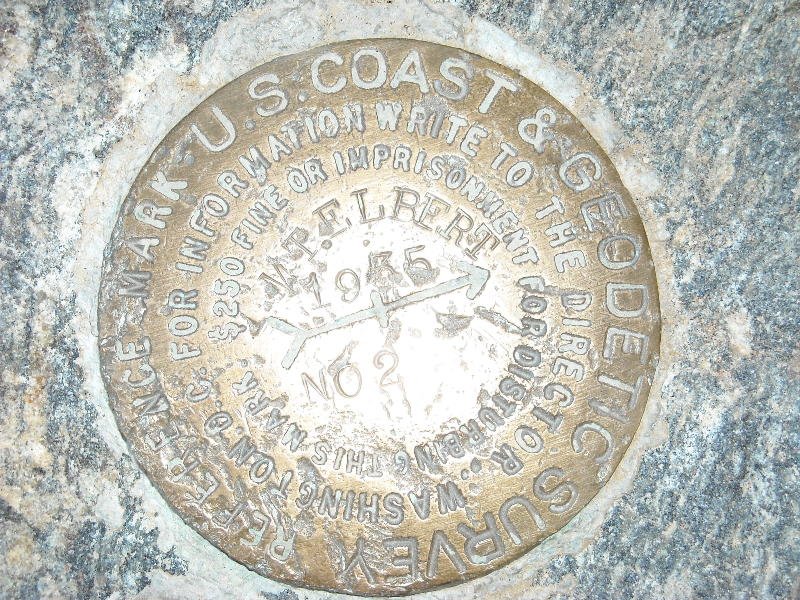 U.S. COAST & GEODETIC SURVEY
REFERENCE MARK
FOR INFORMATION WRITE TO THE DIRECTOR. WASHINGTON D.C.
$250 FINE OR IMPRISONMENT FOR DISTURBING THIS MARK.
MT. ELBERT
1955
NO 2